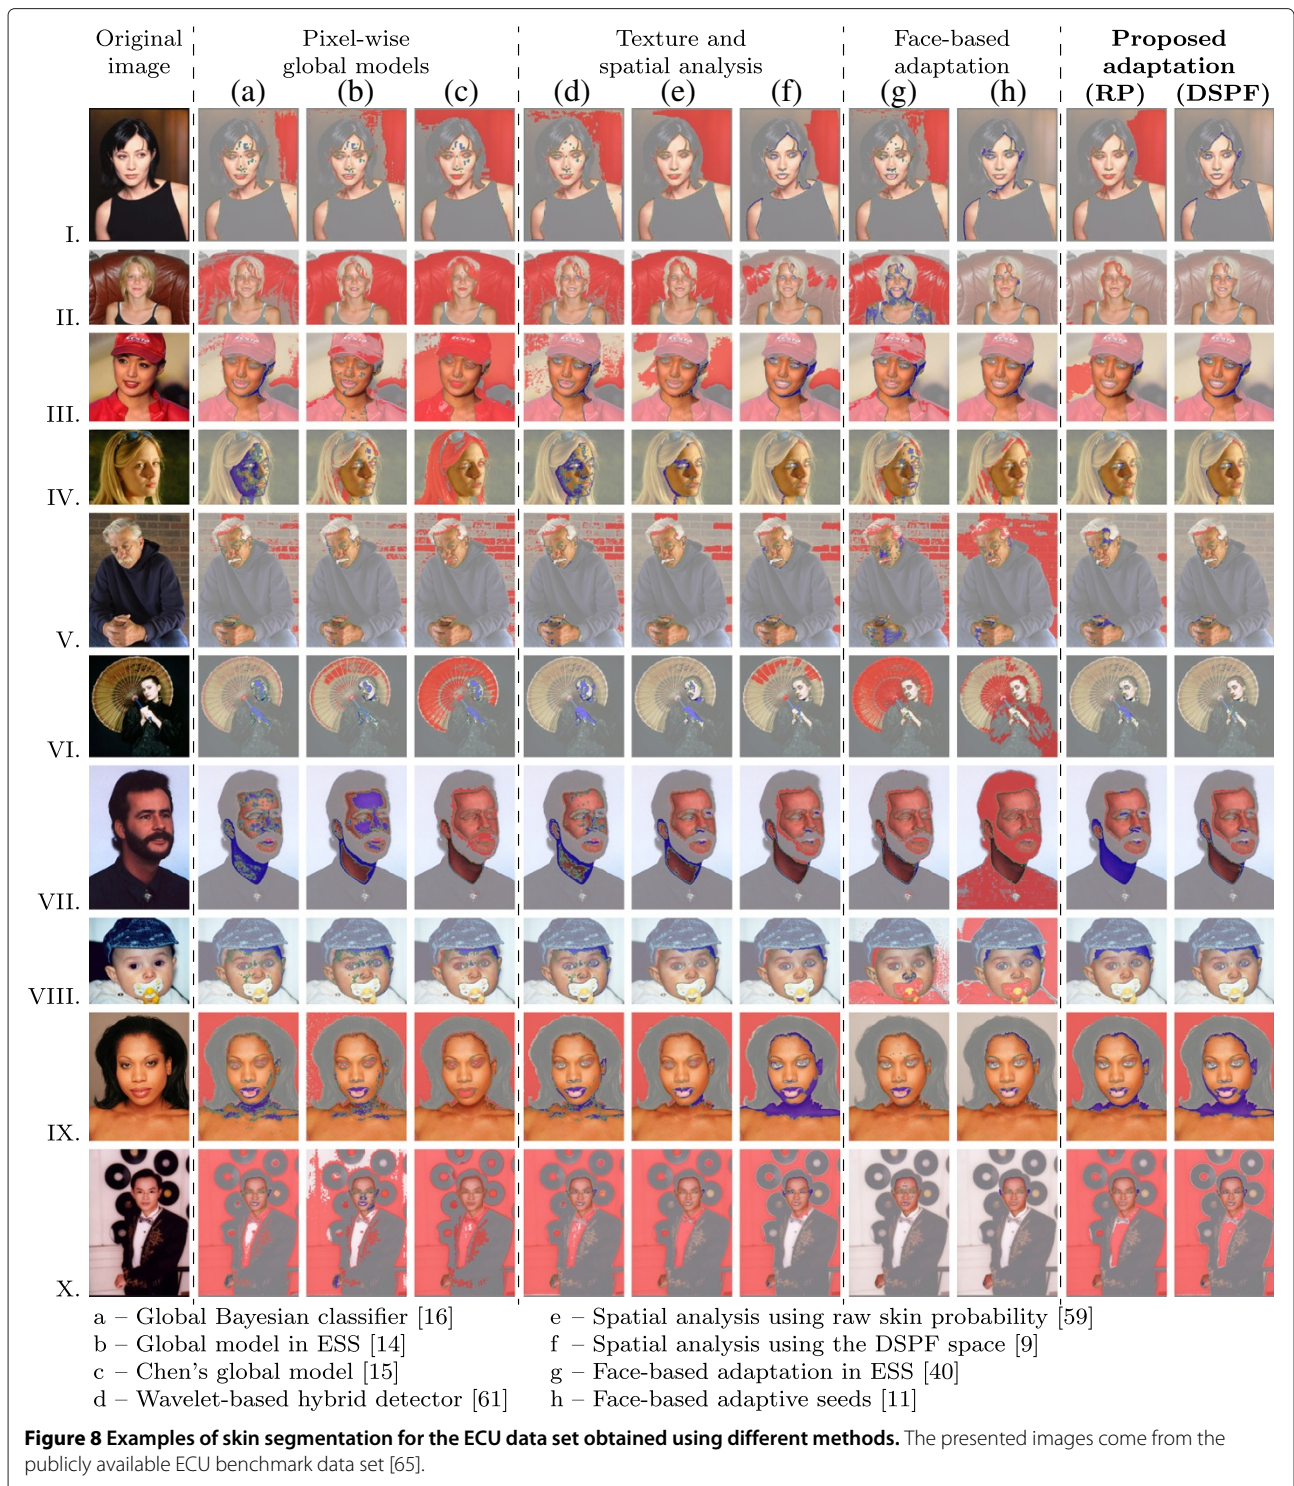 Original image
Pixel-wise global models
Texture and spatial analysis
Face-based adaptation
Proposed adaptation
(a) (b) (c) (d) (e) (f) (g) (h) (RP) (DSPF)
I.
II.
III.
IV.
V.
VI.
VII.
VIII.
IX.
X.
a – Global Bayesian classifier [16]
b – Global model in ESS [14]
c – Chen's global model [15]
d – Wavelet-based hybrid detector [61]
e – Spatial analysis using raw skin probability [59]
f – Spatial analysis using the DSPF space [9]
g – Face-based adaptation in ESS [40]
h – Face-based adaptive seeds [11]
Figure 8 Examples of skin segmentation for the ECU data set obtained using different methods. The presented images come from the
publicly available ECU benchmark data set [65].